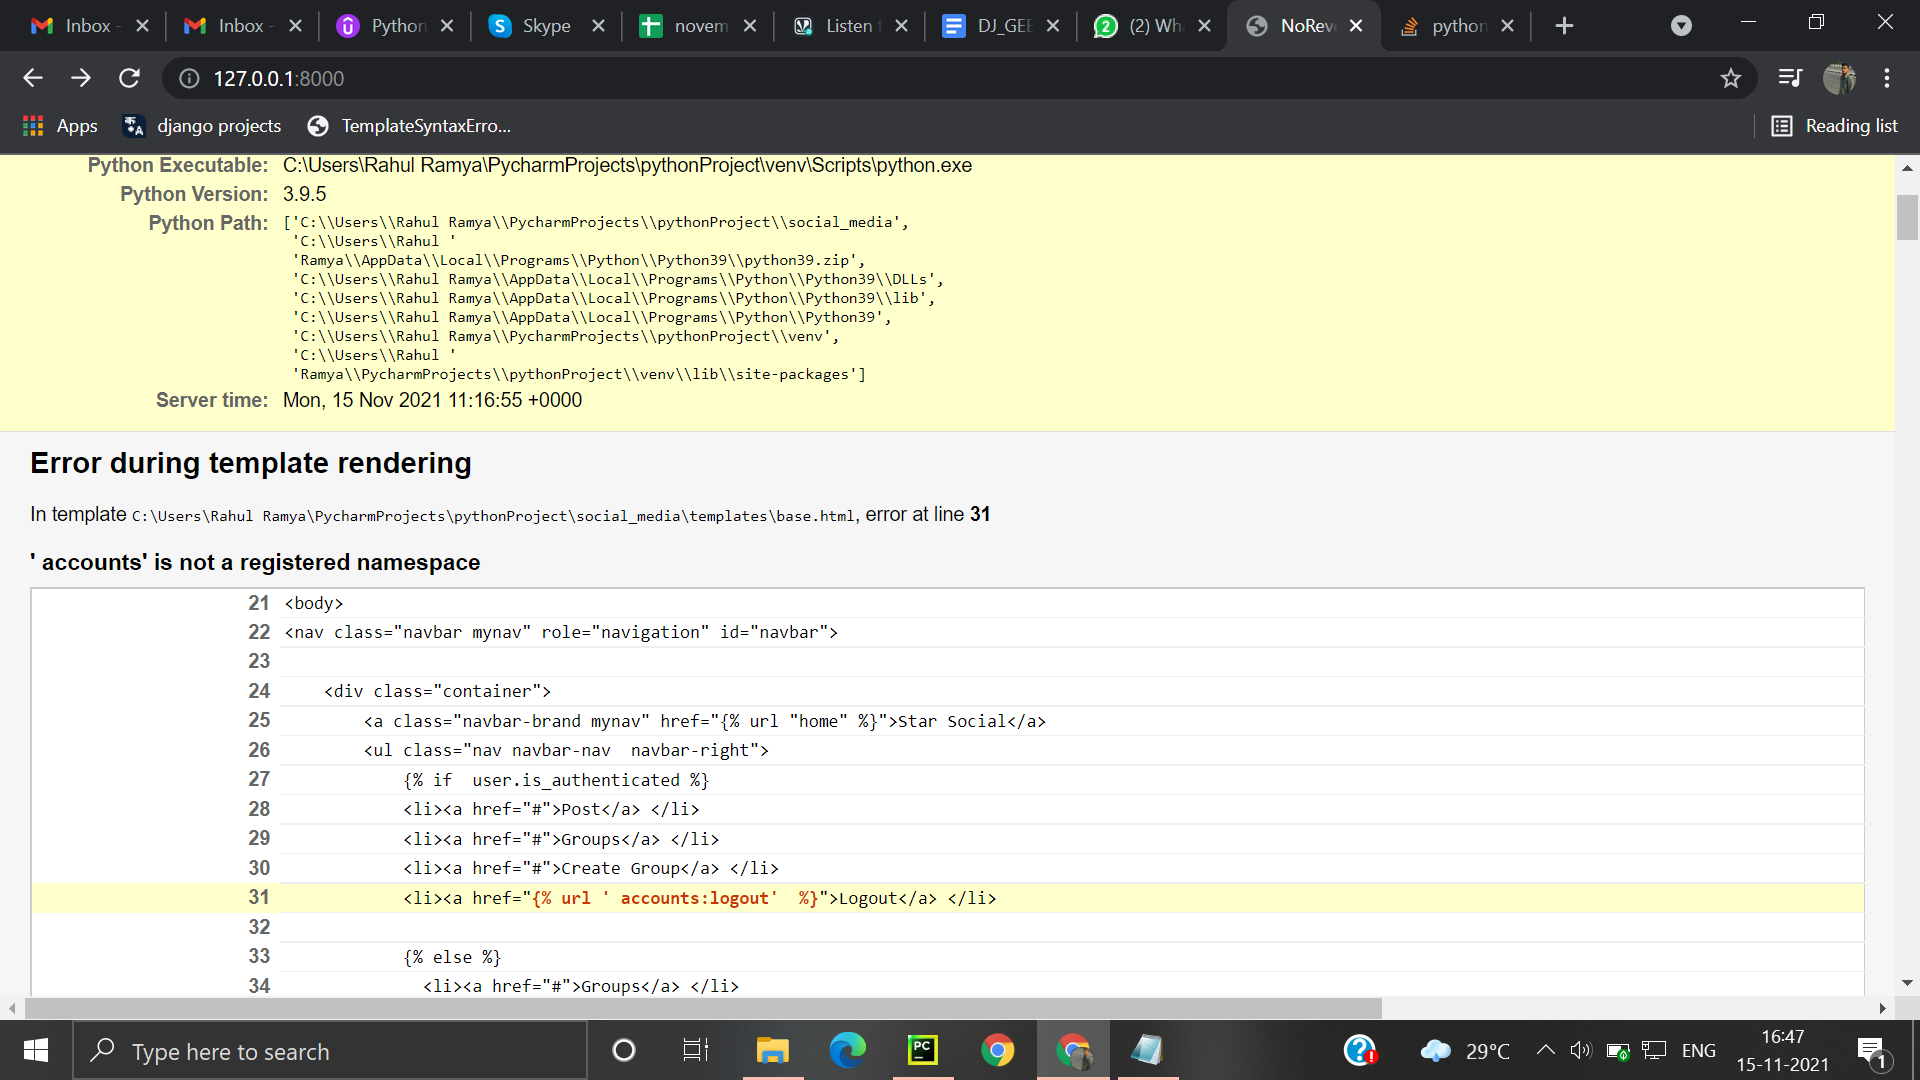 Inbox -
Inbox -
Python
Skype
novem
Listen t
DJ_GEE
(2) Wha
NoReve
python
127.0.0.1:8000
Apps
django projects
TemplateSyntaxErro...
Reading list
Python Executable: C:\Users\Rahul Ramya\PycharmProjects\pythonProject\venv\Scripts\python.exe
Python Version: 3.9.5
Python Path: ['C:\\Users\\Rahul Ramya\\PycharmProjects\\pythonProject\\social_media',
'C:\\Users\\Rahul '
'Ramya\\AppData\\Local\\Programs\\Python\\Python39\\python39.zip',
'C:\\Users\\Rahul Ramya\\AppData\\Local\\Programs\\Python\\Python39\\DLLs',
'C:\\Users\\Rahul Ramya\\AppData\\Local\\Programs\\Python\\Python39\\lib',
'C:\\Users\\Rahul Ramya\\AppData\\Local\\Programs\\Python\\Python39',
'C:\\Users\\Rahul Ramya\\PycharmProjects\\pythonProject\\venv',
'C:\\Users\\Rahul '
'Ramya\\PycharmProjects\\pythonProject\\venv\\lib\\site-packages']
Server time: Mon, 15 Nov 2021 11:16:55 +0000
Error during template rendering
In template C:\Users\Rahul Ramya\PycharmProjects\pythonProject\social_media\templates\base.html, error at line 31
' accounts' is not a registered namespace
21 <body>
22 <nav class="navbar mynav" role="navigation" id="navbar">
23
24 <div class="container">
25 <a class="navbar-brand mynav" href="{% url "home" %}">Star Social</a>
26 <ul class="nav navbar-nav  navbar-right">
27 {% if  user.is_authenticated %}
28 <li><a href="#">Post</a> </li>
29 <li><a href="#">Groups</a> </li>
30 <li><a href="#">Create Group</a> </li>
31 <li><a href="{% url ' accounts:logout'  %}">Logout</a> </li>
32
33 {% else %}
34 <li><a href="#">Groups</a> </li>
Type here to search
PC
29°C
ENG
16:47
15-11-2021
1